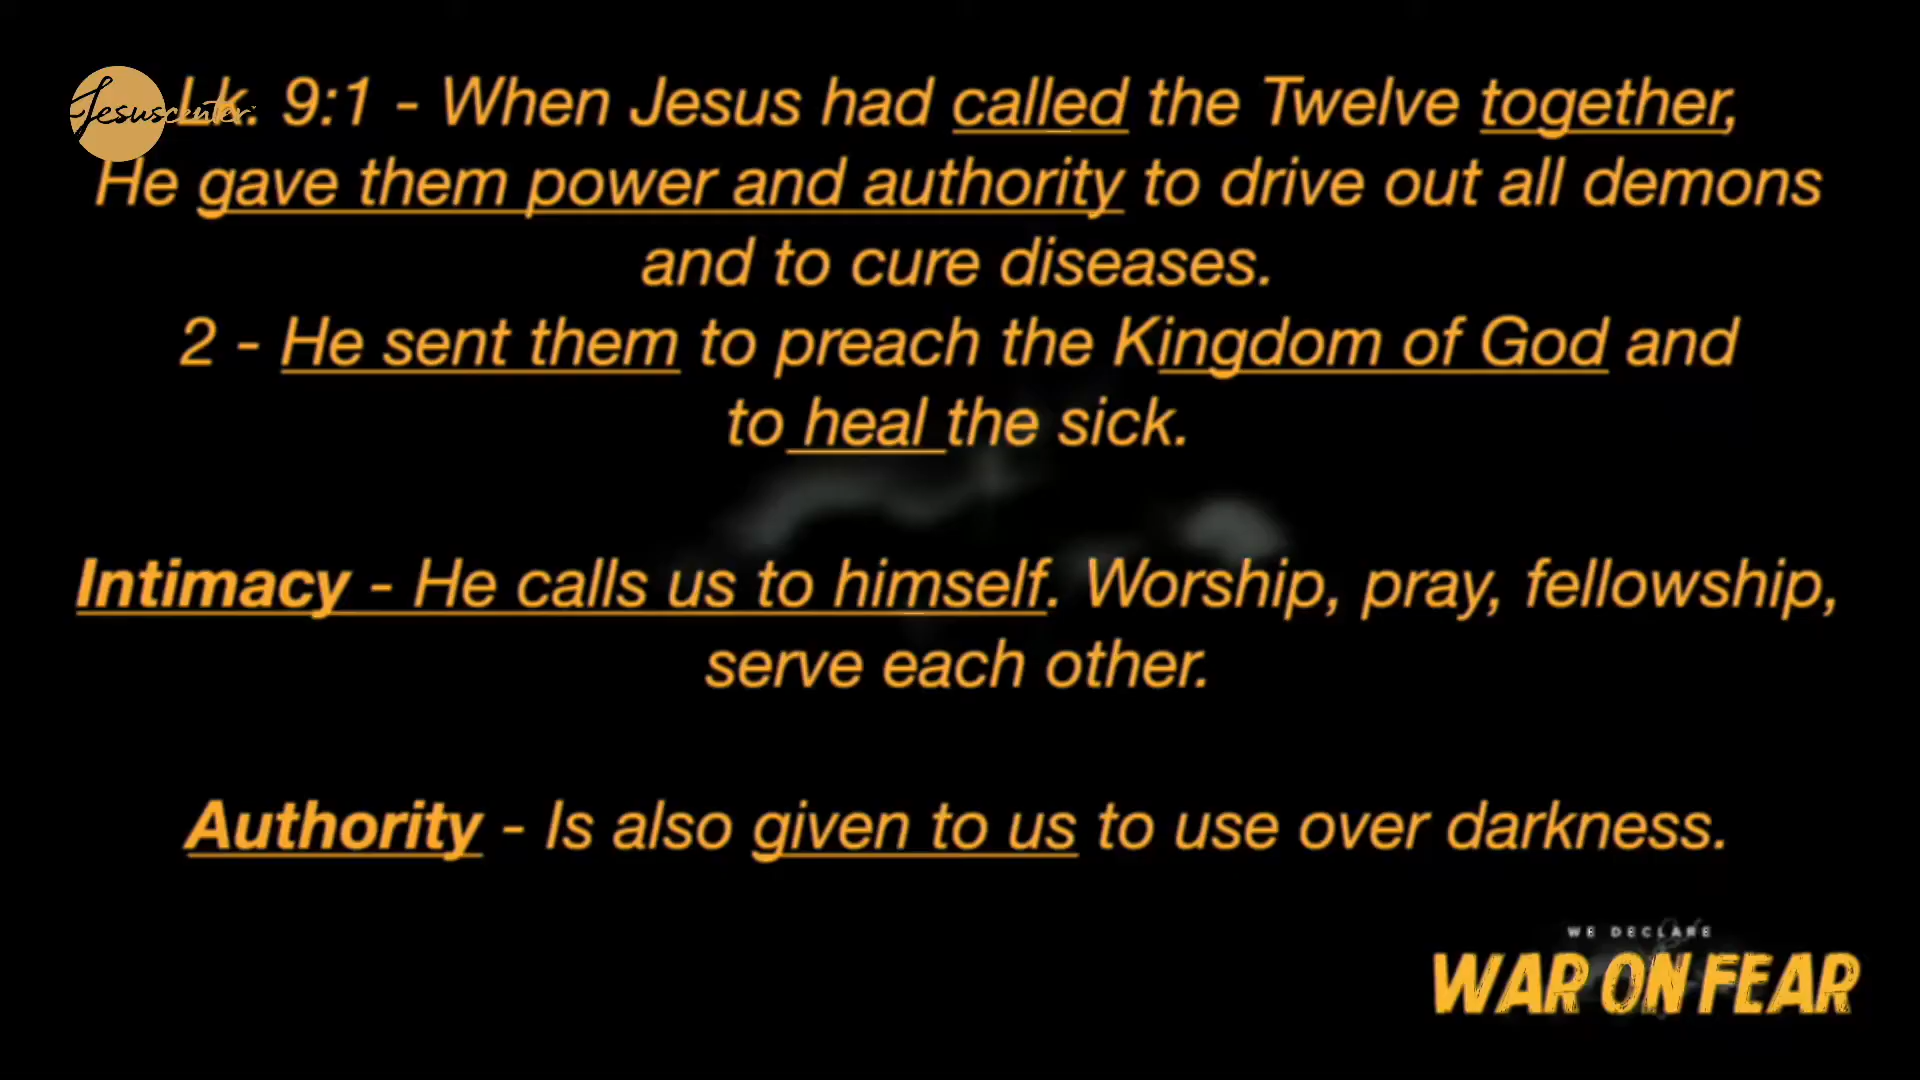 Jesuscenter
Lk. 9:1 - When Jesus had called the Twelve together,
He gave them power and authority to drive out all demons
and to cure diseases.
2 - He sent them to preach the Kingdom of God and
to heal the sick.
Intimacy - He calls us to himself. Worship, pray, fellowship,
serve each other.
Authority - Is also given to us to use over darkness.
WE DECLARE
WAR ON FEAR